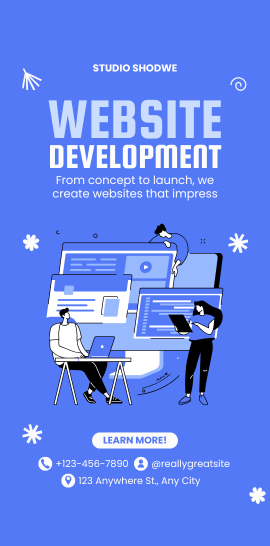 STUDIO SHODWE
WEBSITE
DEVELOPMENT
From concept to launch, we
create websites that impress
LEARN MORE!
+123-456-7890 @reallygreatsite
123 Anywhere St., Any City